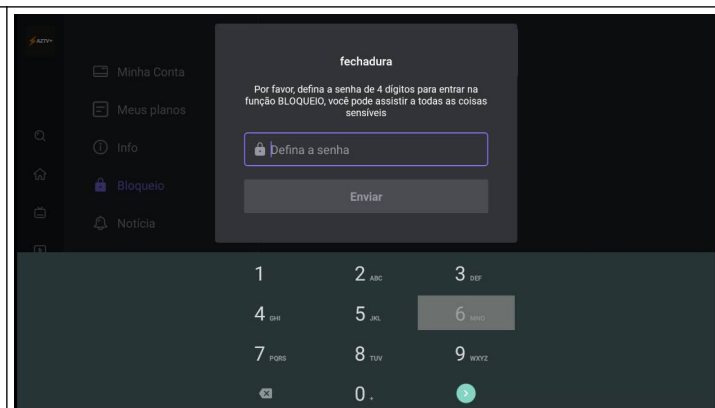 AZTV+
Minha Conta
Meus planos
Info
Bloqueio
Notícia
fechadura
Por favor, defina a senha de 4 dígitos para entrar na
função BLOQUEIO, você pode assistir a todas as coisas
sensíveis
Defina a senha
Enviar
1 2 ABC 3 DEF
4 GHI 5 JKL 6 MNO
7 PQRS 8 TUV 9 WXYZ
0 .